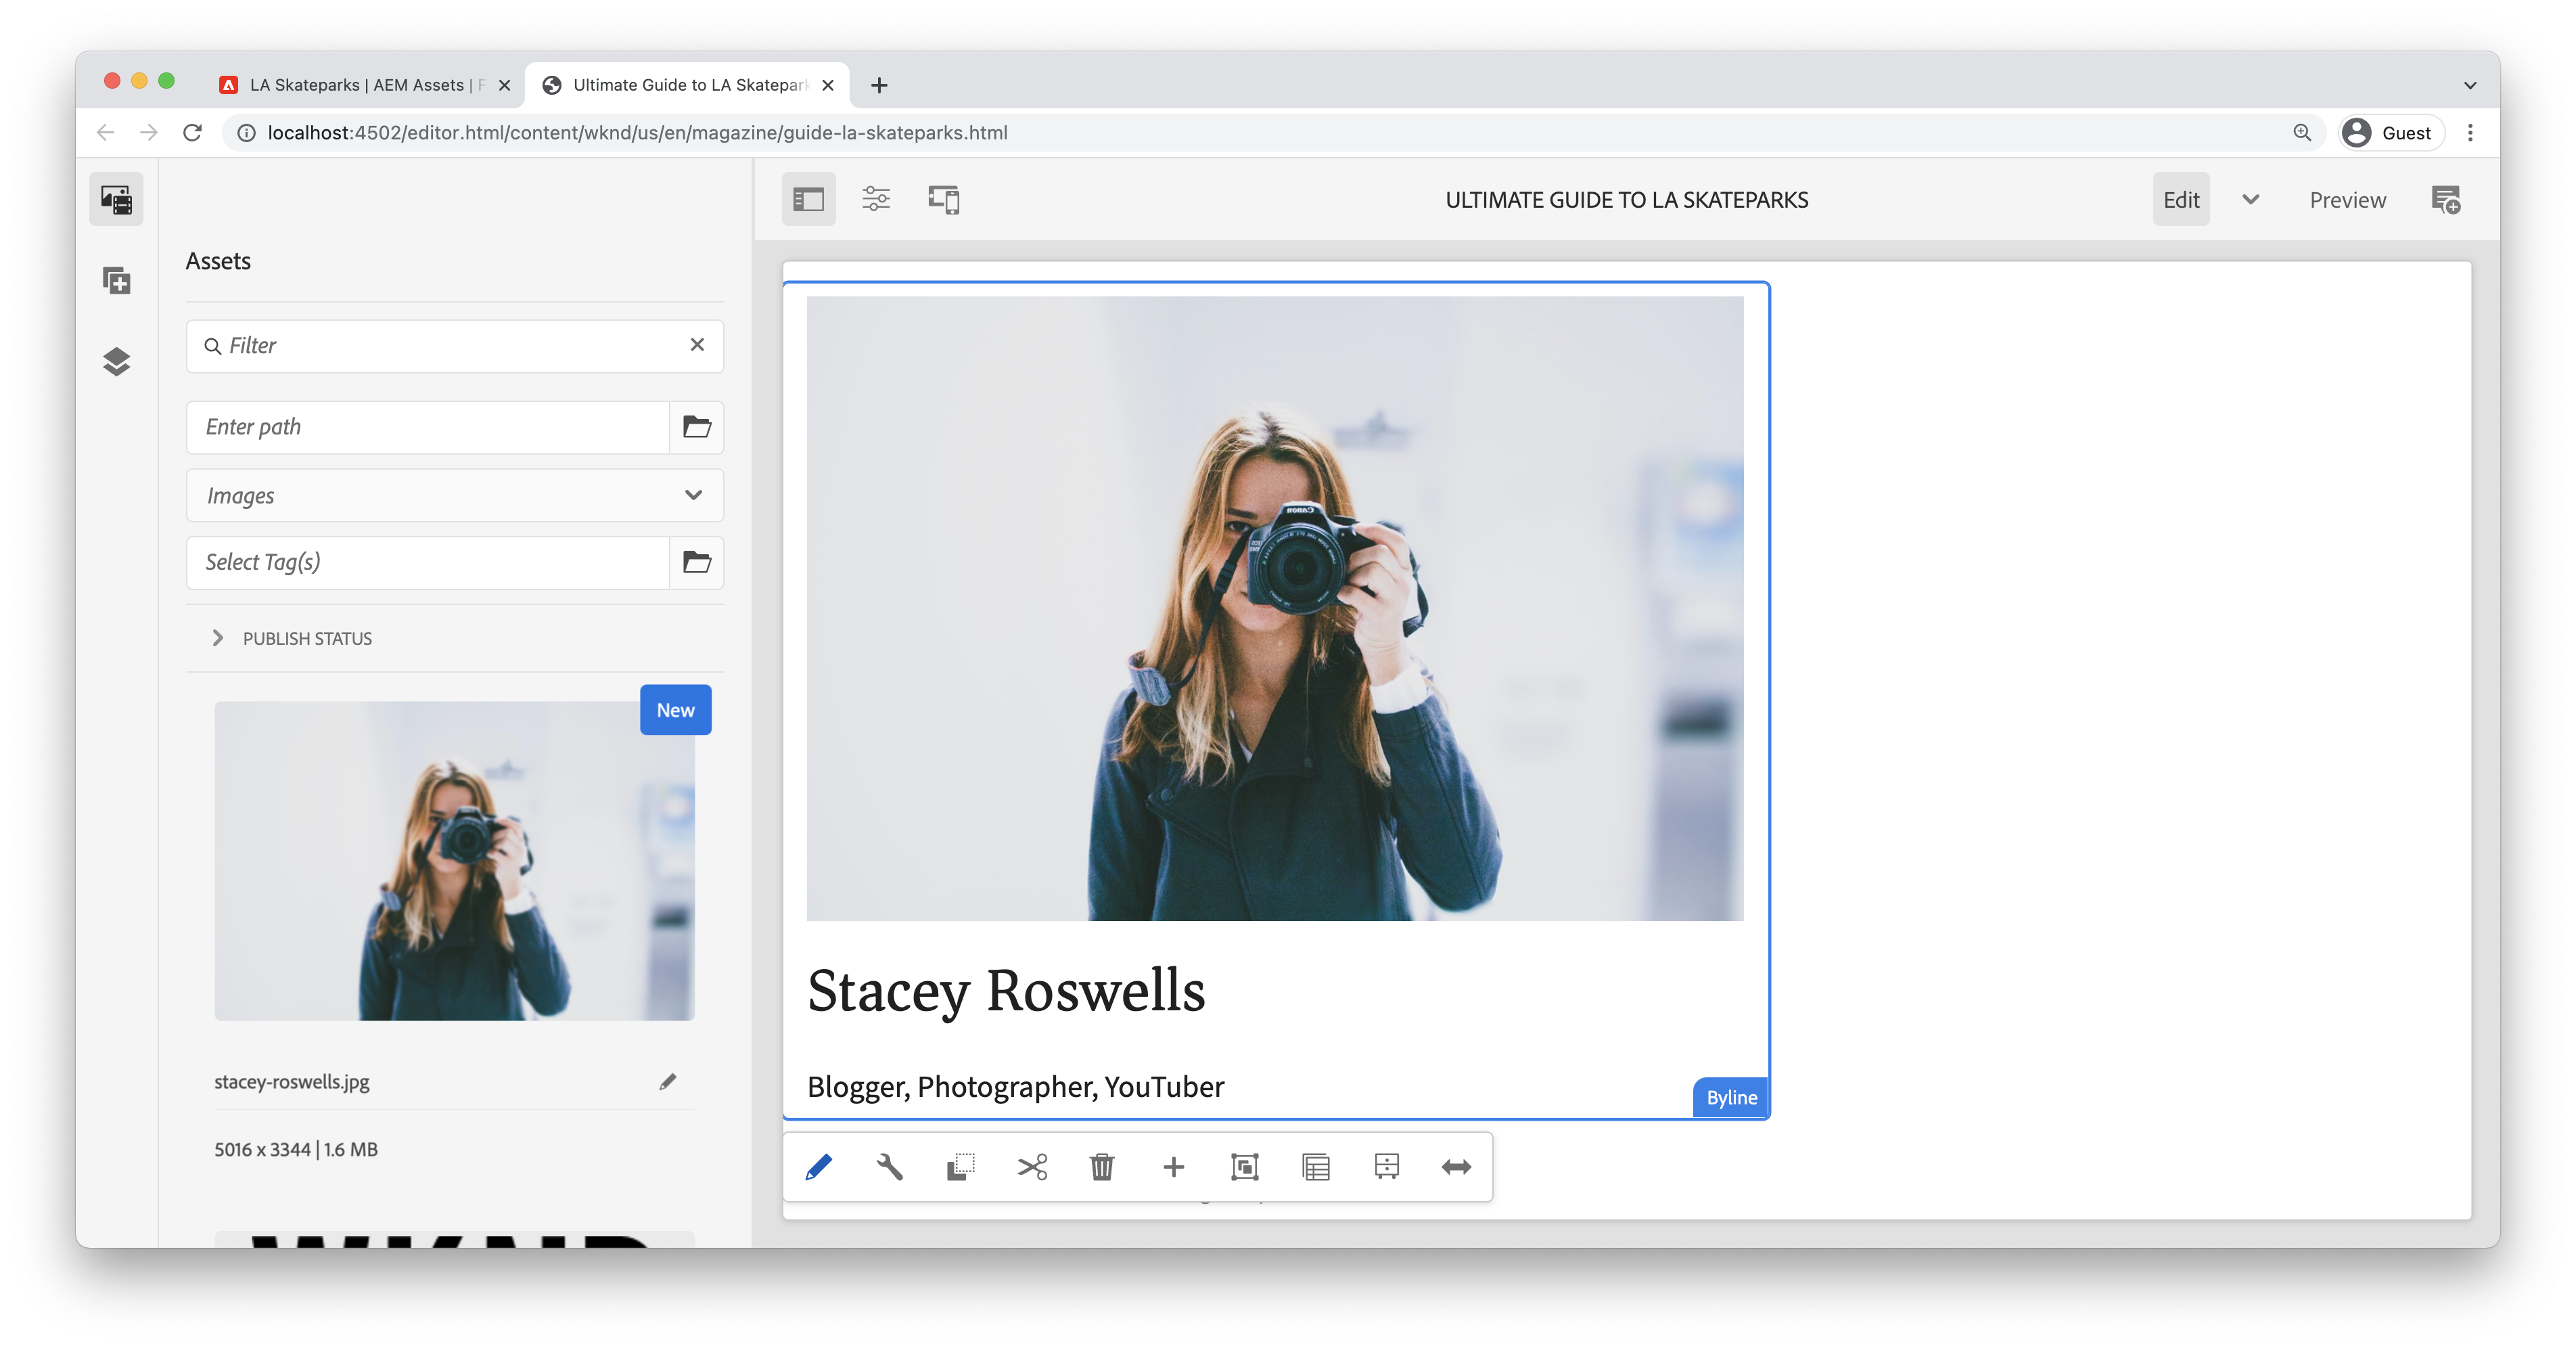 LA Skateparks | AEM Assets |
Ultimate Guide to LA Skatepark
localhost:4502/editor.html/content/wknd/us/en/magazine/guide-la-skateparks.html
Guest
ULTIMATE GUIDE TO LA SKATEPARKS
Edit
Preview
Assets
Filter
Enter path
Images
Select Tag(s)
PUBLISH STATUS
New
stacey-roswells.jpg
5016 x 3344 | 1.6 MB
WKND
Canon
Stacey Roswells
Blogger, Photographer, YouTuber
Byline